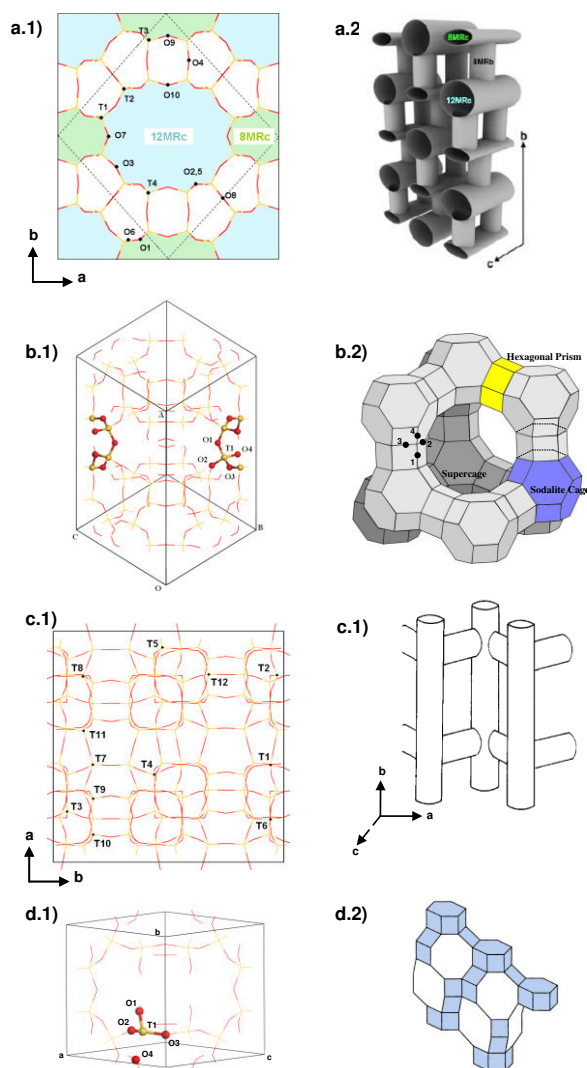 a.1)
T3
O9
O4
O10
T2
T1
O7
12MRc
8MRc
O3
O2,5
T4
O8
O6
O1
b
a
a.2
8MRc
8MRb
12MRc
b
c
b.1)
A
O1
T1
O4
O2
O3
C
B
O
b.2)
Hexagonal Prism
4
3
2
1
Supercage
Sodalite Cage
c.1)
T5
T8
T12
T2
T11
T7
T4
T1
T9
T3
T6
T10
a
b
c.1)
b
a
c
d.1)
b
O1
O2
T1
O3
O4
a
c
d.2)